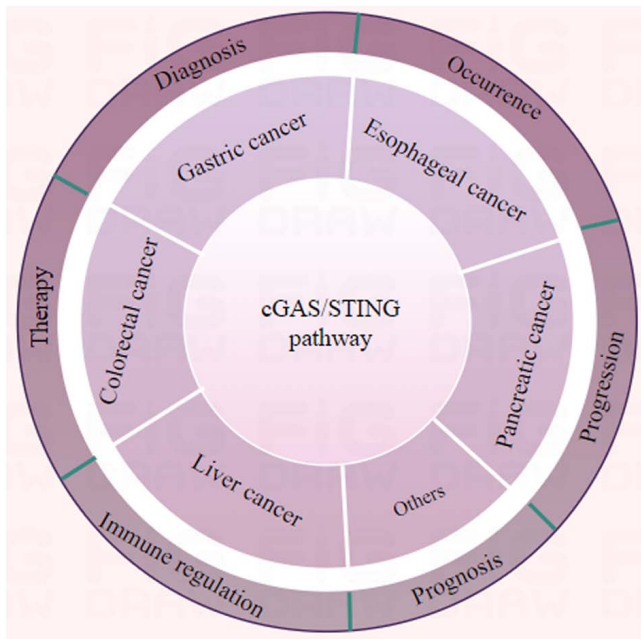 Diagnosis
Occurrence
Gastric cancer
Esophageal cancer
Therapy
Colorectal cancer
cGAS/STING
pathway
Pancreatic cancer
Progression
Liver cancer
Others
Immune regulation
Prognosis